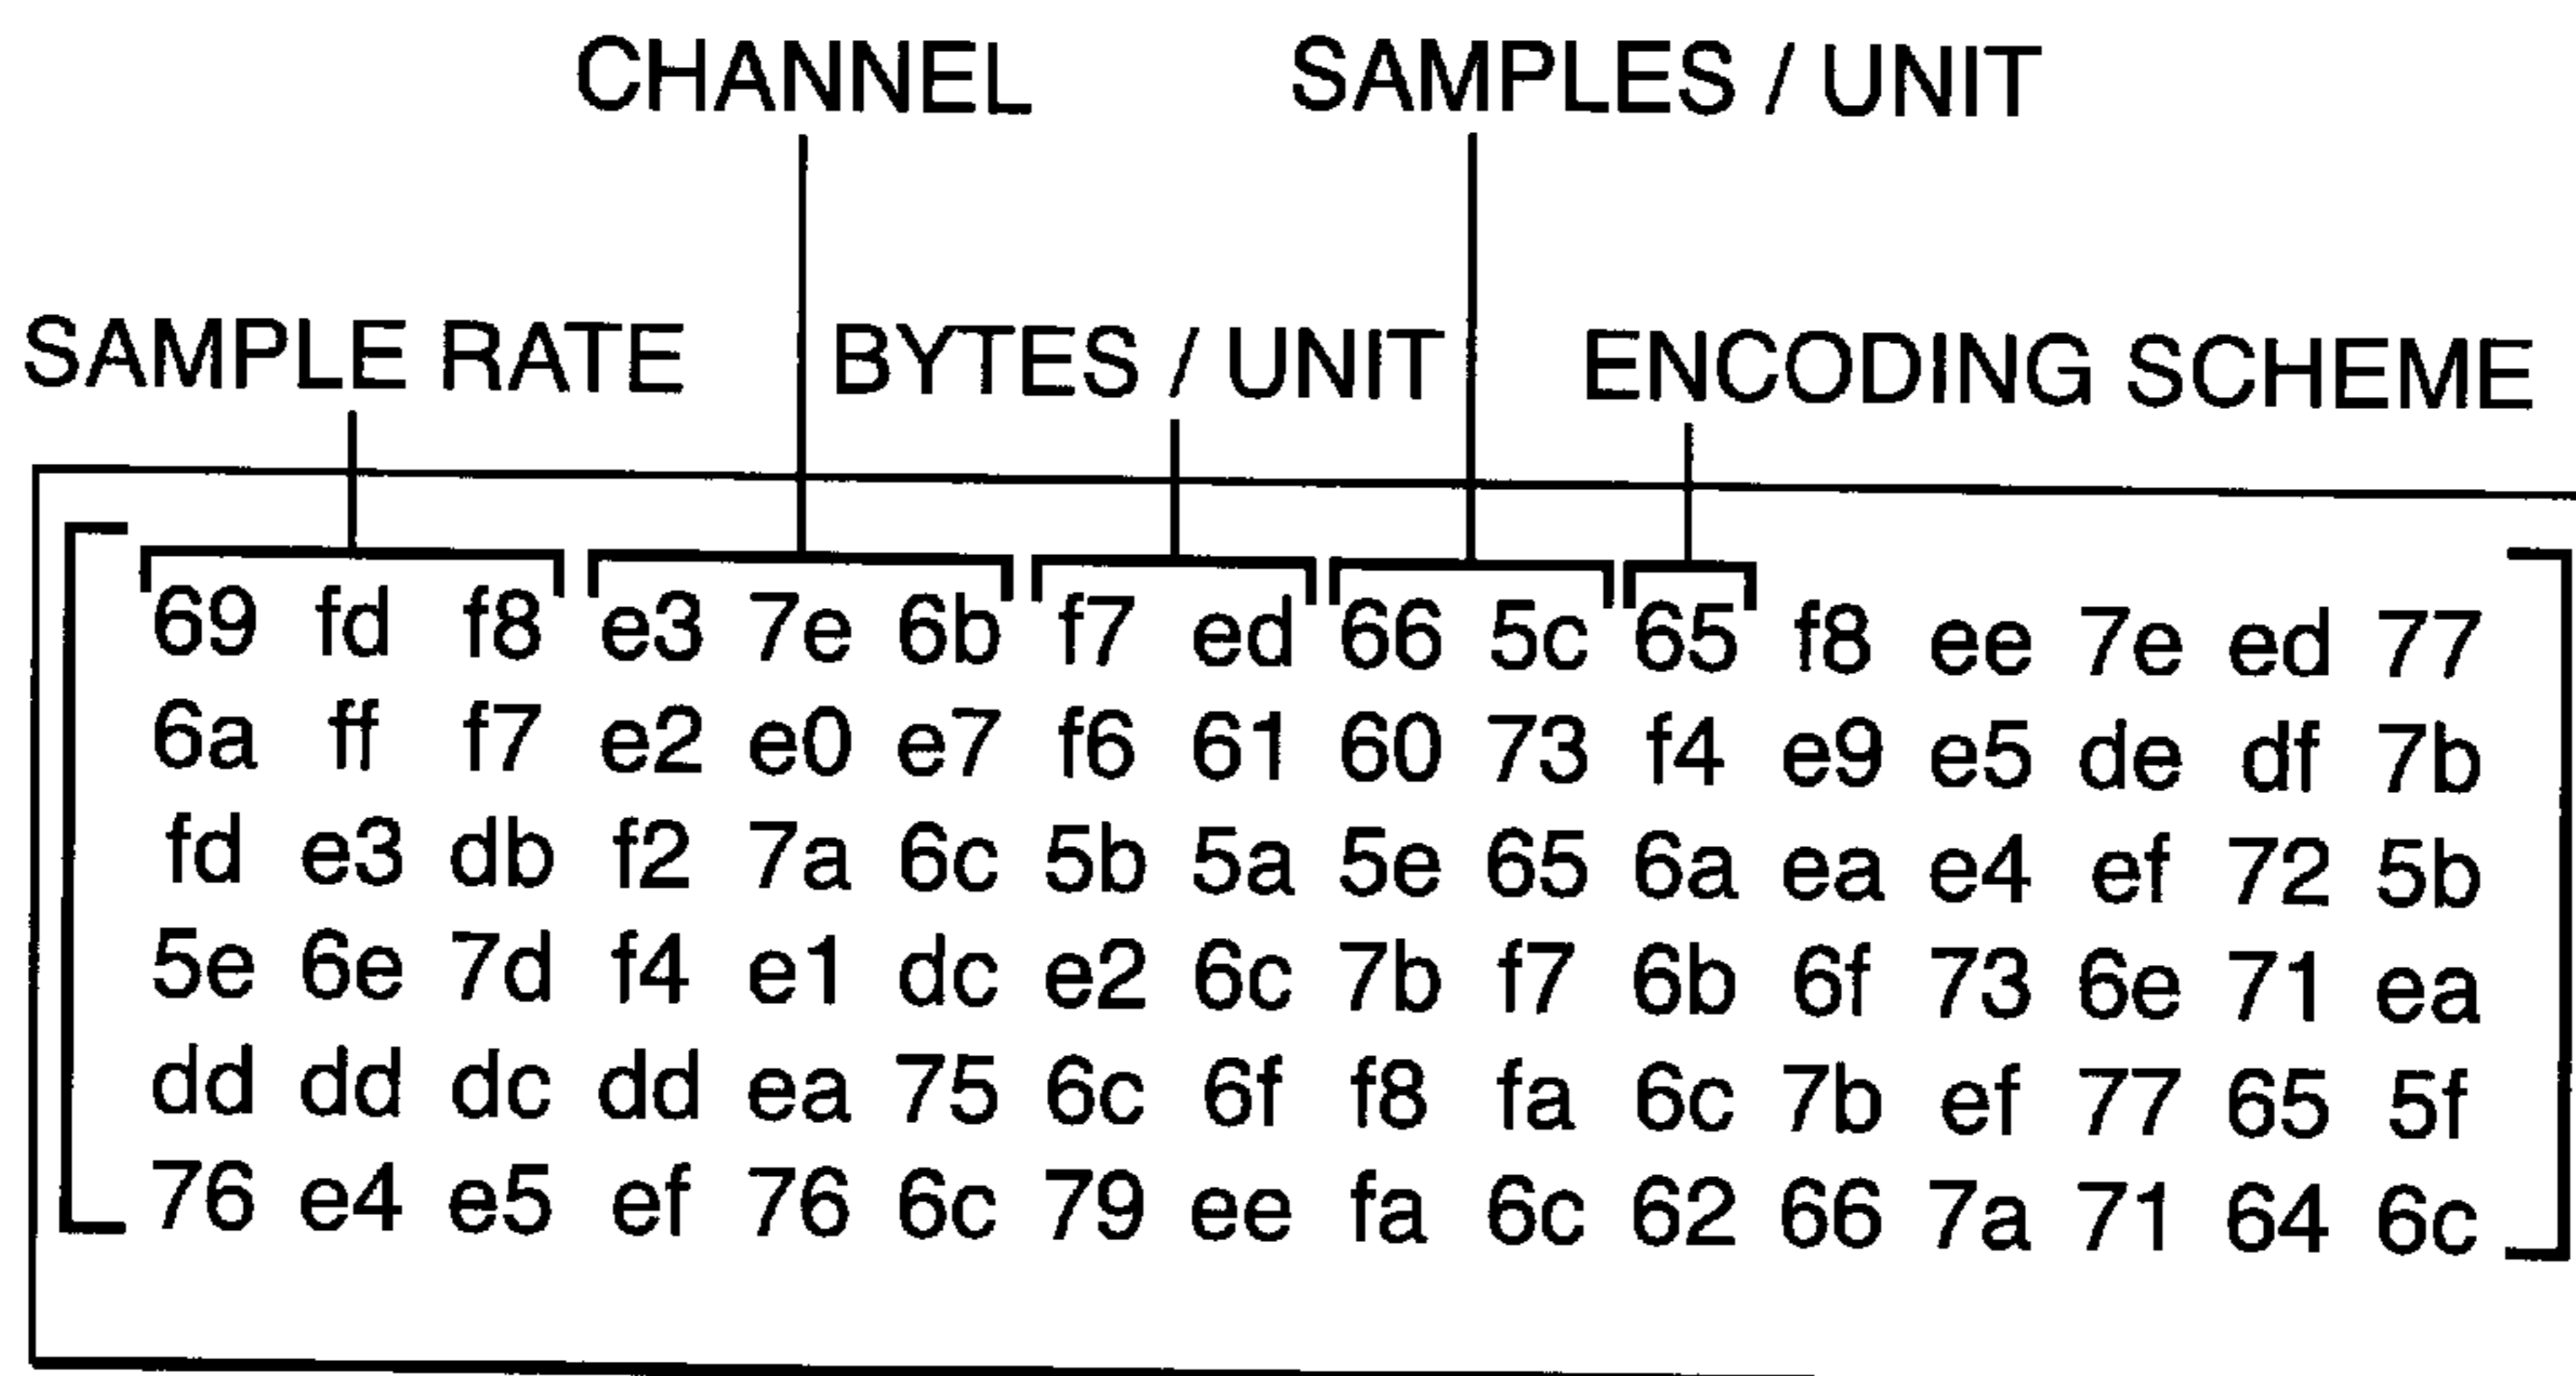 CHANNEL SAMPLES / UNIT
SAMPLE RATE BYTES / UNIT ENCODING SCHEME
69 fd f8 e3 7e 6b f7 ed 66 5c 65 f8 ee 7e ed 77
6a ff f7 e2 e0 e7 f6 61 60 73 f4 e9 e5 de df 7b
fd e3 db f2 7a 6c 5b 5a 5e 65 6a ea e4 ef 72 5b
5e 6e 7d f4 e1 dc e2 6c 7b f7 6b 6f 73 6e 71 ea
dd dd dc dd ea 75 6c 6f f8 fa 6c 7b ef 77 65 5f
76 e4 e5 ef 76 6c 79 ee fa 6c 62 66 7a 71 64 6c